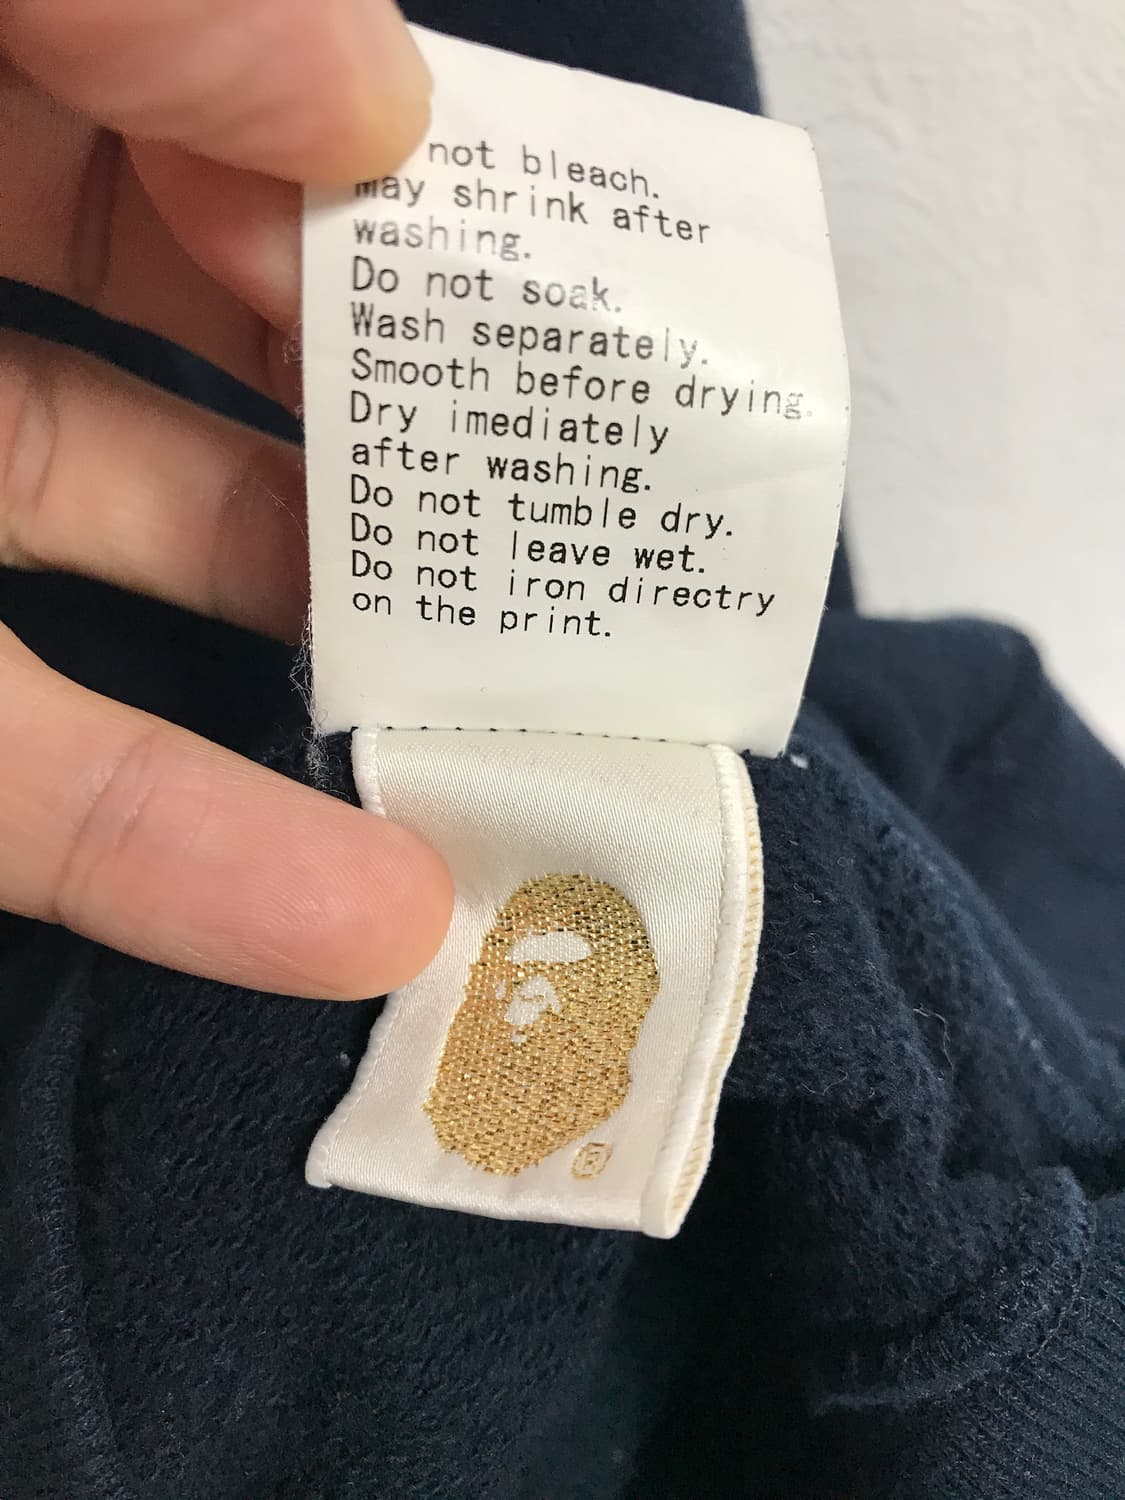 not bleach.
May shrink after
washing.
Do not soak.
Wash separately.
Smooth before drying.
Dry imediately
after washing.
Do not tumble dry.
Do not leave wet.
Do not iron directry
on the print.
®